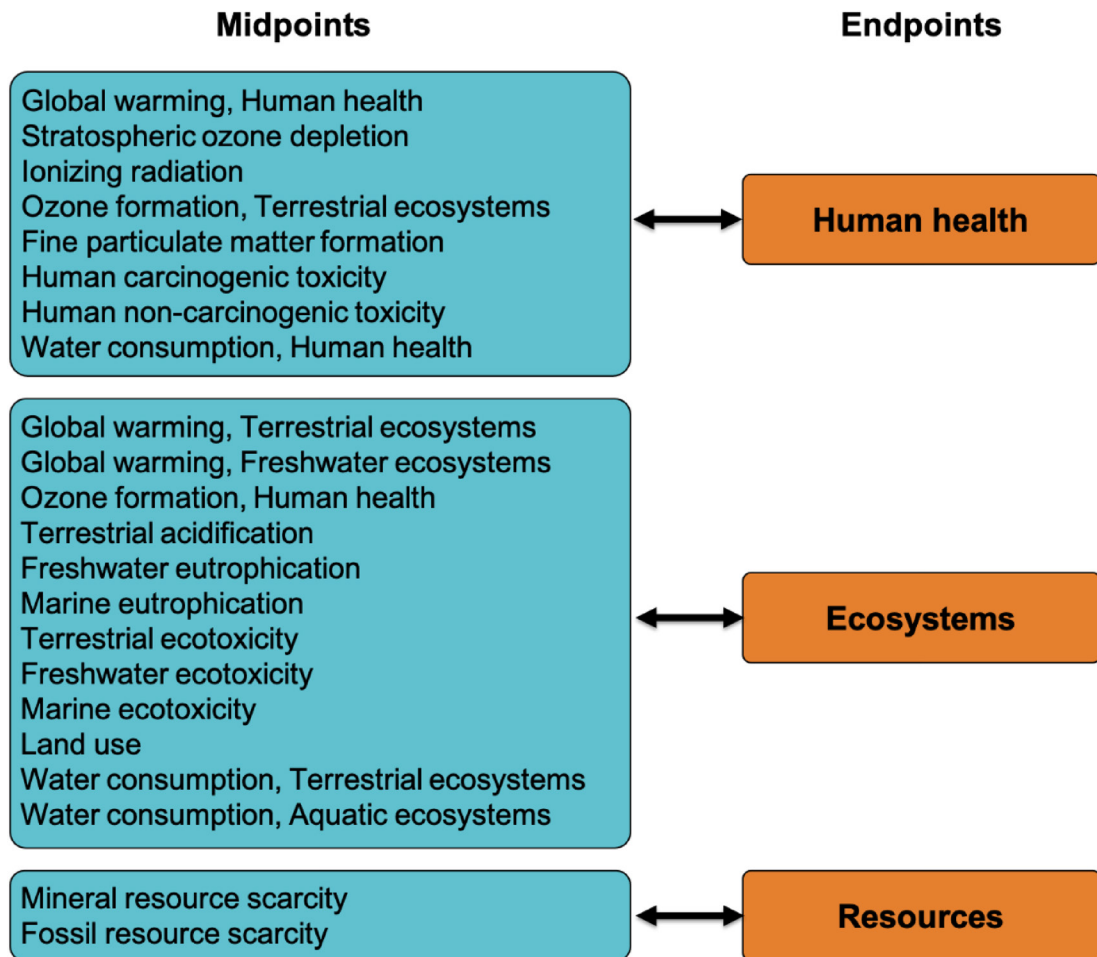 Midpoints
Endpoints
Global warming, Human health
Stratospheric ozone depletion
Ionizing radiation
Ozone formation, Terrestrial ecosystems
Fine particulate matter formation
Human carcinogenic toxicity
Human non-carcinogenic toxicity
Water consumption, Human health
Human health
Global warming, Terrestrial ecosystems
Global warming, Freshwater ecosystems
Ozone formation, Human health
Terrestrial acidification
Freshwater eutrophication
Marine eutrophication
Terrestrial ecotoxicity
Freshwater ecotoxicity
Marine ecotoxicity
Land use
Water consumption, Terrestrial ecosystems
Water consumption, Aquatic ecosystems
Ecosystems
Mineral resource scarcity
Fossil resource scarcity
Resources